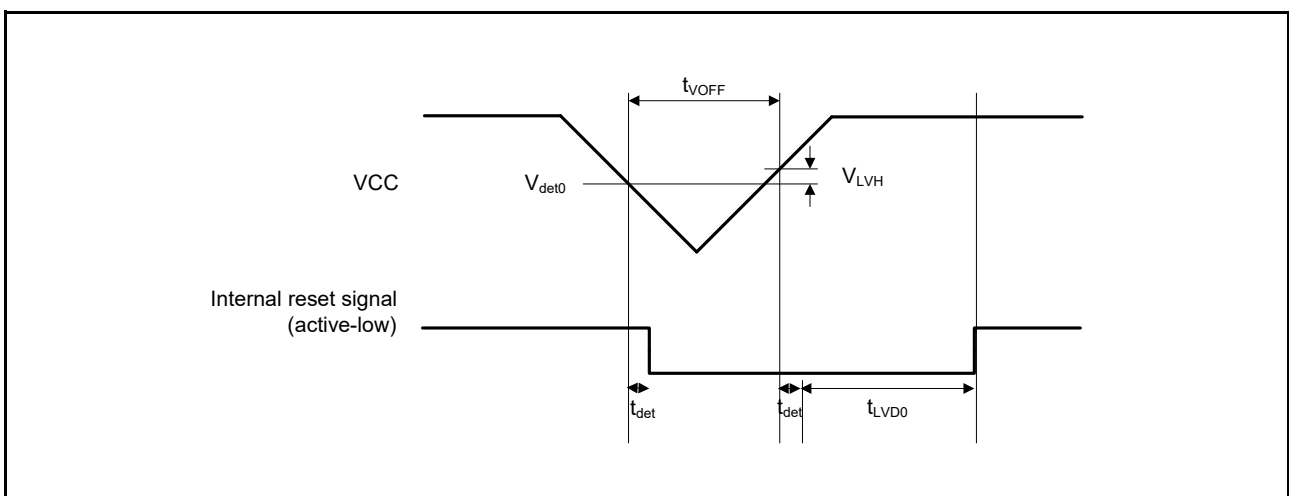 tVOFF
VCC
Vdet0
VLVH
Internal reset signal
(active-low)
tdet
tdet
tLVD0